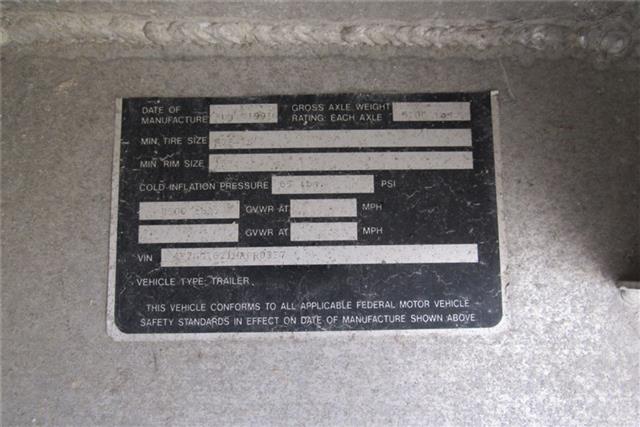 DATE OF MANUFACTURE GROSS AXLE WEIGHT RATING: EACH AXLE
MIN. TIRE SIZE
MIN. RIM SIZE
COLD INFLATION PRESSURE PSI
GVWR AT MPH
GVWR AT MPH
VIN
VEHICLE TYPE: TRAILER
THIS VEHICLE CONFORMS TO ALL APPLICABLE FEDERAL MOTOR VEHICLE
SAFETY STANDARDS IN EFFECT ON DATE OF MANUFACTURE SHOWN ABOVE